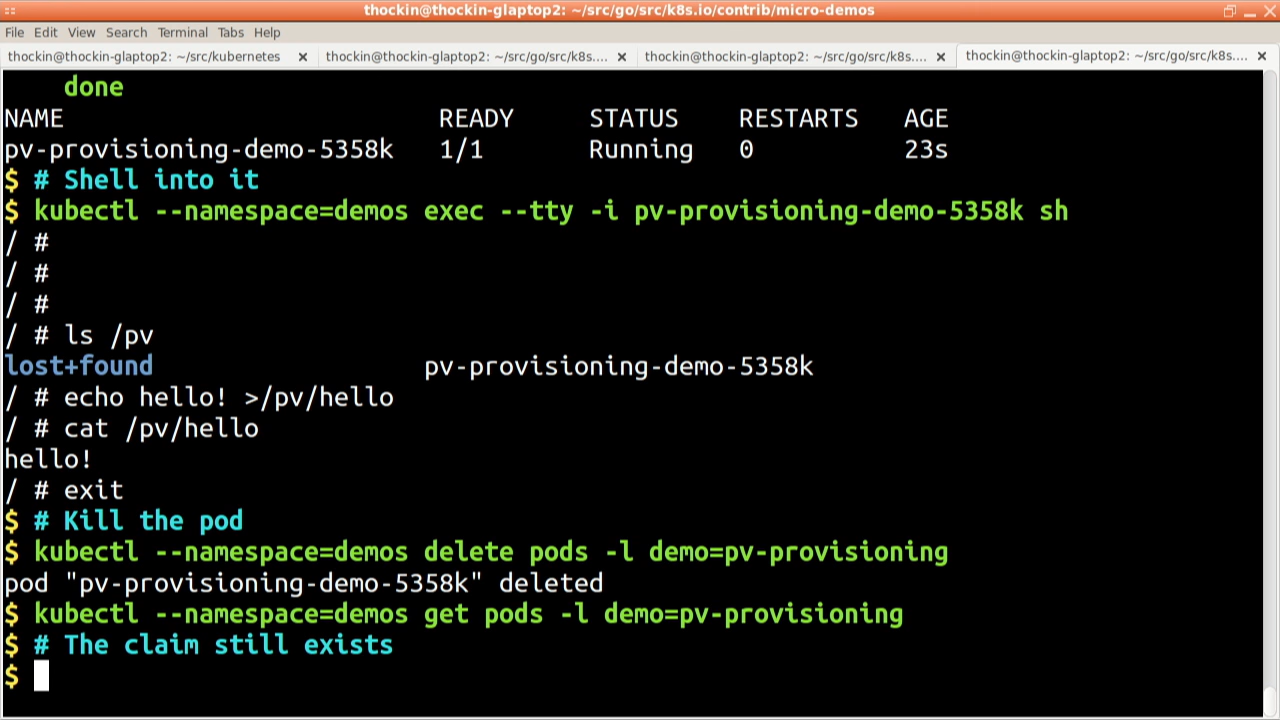 thockin@thockin-glaptop2: ~/src/go/src/k8s.io/contrib/micro-demos
File Edit View Search Terminal Tabs Help
thockin@thockin-glaptop2: ~/src/kubernetes × thockin@thockin-glaptop2: ~/src/go/src/k8s.... × thockin@thockin-glaptop2: ~/src/go/src/k8s.... × thockin@thockin-glaptop2: ~/src/go/src/k8s.... ×
done
NAME READY STATUS RESTARTS AGE
pv-provisioning-demo-5358k 1/1 Running 0 23s
$ # Shell into it
$ kubectl --namespace=demos exec --tty -i pv-provisioning-demo-5358k sh
/ #
/ #
/ #
/ # ls /pv
lost+found pv-provisioning-demo-5358k
/ # echo hello! >/pv/hello
/ # cat /pv/hello
hello!
/ # exit
$ # Kill the pod
$ kubectl --namespace=demos delete pods -l demo=pv-provisioning
pod "pv-provisioning-demo-5358k" deleted
$ kubectl --namespace=demos get pods -l demo=pv-provisioning
$ # The claim still exists
$